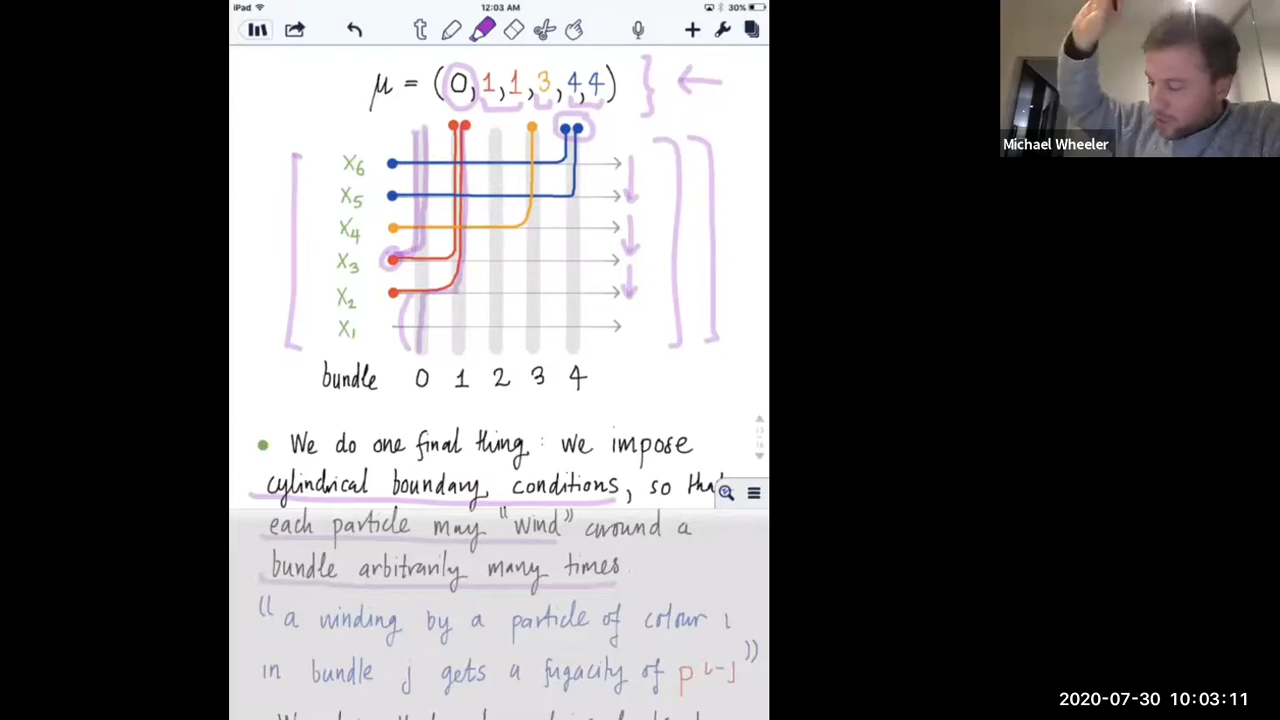 iPad
12:03 AM
30%
μ = (0,1,1,3,4,4) } ←
x6
x5
x4
x3
x2
x1
bundle 0 1 2 3 4
• We do one final thing: we impose
cylindrical boundary conditions, so that
each particle may "wind" around a
bundle arbitrarily many times.
"a winding by a particle of colour i
in bundle j gets a fugacity of p^{i-j}"
Michael Wheeler
2020-07-30 10:03:11